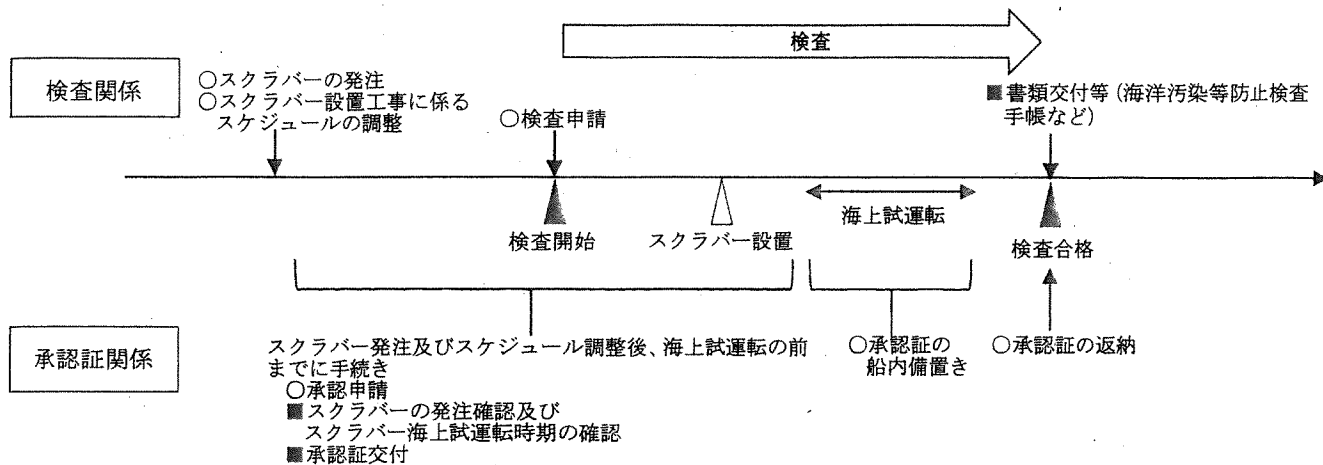 検査
検査関係
○スクラバーの発注
○スクラバー設置工事に係る
スケジュールの調整
○検査申請
■書類交付等(海洋汚染等防止検査
手帳など)
海上試運転
検査開始
スクラバー設置
検査合格
承認証関係
スクラバー発注及びスケジュール調整後、海上試運転の前
までに手続き
○承認申請
■スクラバーの発注確認及び
スクラバー海上試運転時期の確認
■承認証交付
○承認証の
船内備置き
○承認証の返納